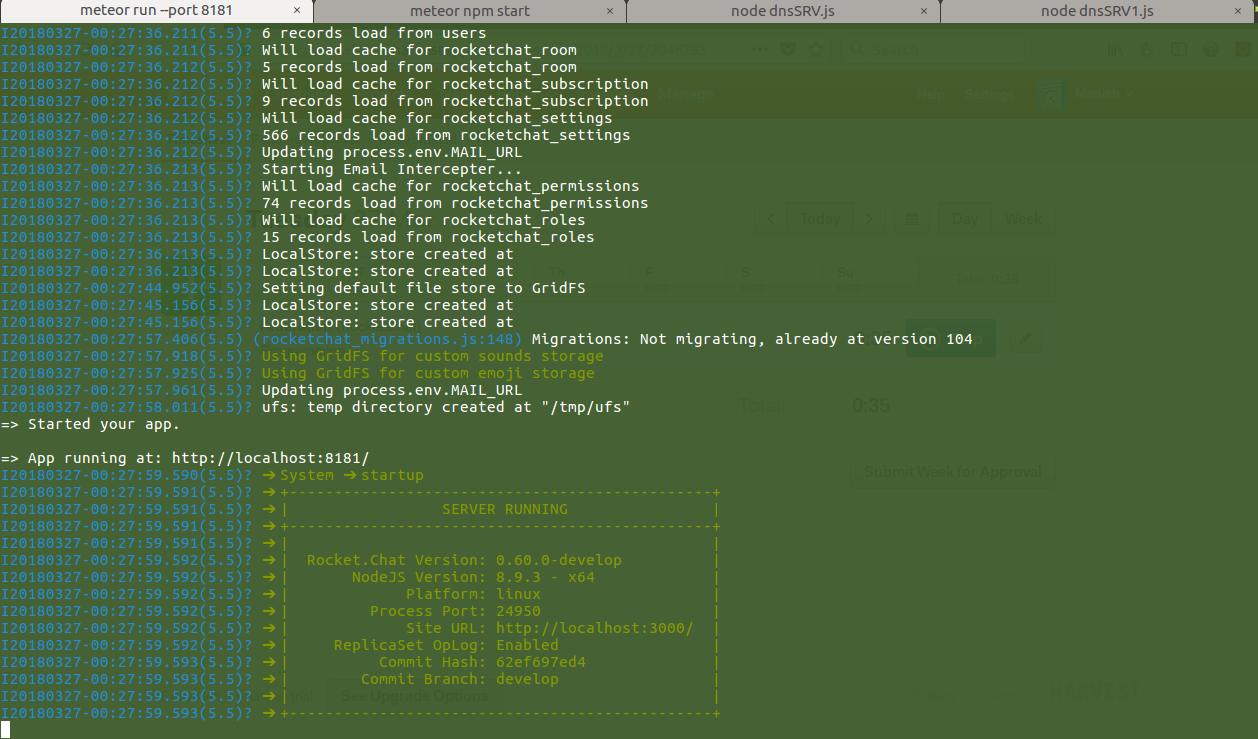 meteor run --port 8181 × meteor npm start × node dnsSRV.js × node dnsSRV1.js ×
I20180327-00:27:36.211(5.5)? 6 records load from users
I20180327-00:27:36.212(5.5)? Will load cache for rocketchat_room
I20180327-00:27:36.212(5.5)? 5 records load from rocketchat_room
I20180327-00:27:36.212(5.5)? Will load cache for rocketchat_subscription
I20180327-00:27:36.212(5.5)? 9 records load from rocketchat_subscription
I20180327-00:27:36.212(5.5)? Will load cache for rocketchat_settings
I20180327-00:27:36.212(5.5)? 566 records load from rocketchat_settings
I20180327-00:27:36.212(5.5)? Updating process.env.MAIL_URL
I20180327-00:27:36.213(5.5)? Starting Email Intercepter...
I20180327-00:27:36.213(5.5)? Will load cache for rocketchat_permissions
I20180327-00:27:36.213(5.5)? 74 records load from rocketchat_permissions
I20180327-00:27:36.213(5.5)? Will load cache for rocketchat_roles
I20180327-00:27:36.213(5.5)? 15 records load from rocketchat_roles
I20180327-00:27:36.213(5.5)? LocalStore: store created at
I20180327-00:27:36.213(5.5)? LocalStore: store created at
I20180327-00:27:44.952(5.5)? Setting default file store to GridFS
I20180327-00:27:45.156(5.5)? LocalStore: store created at
I20180327-00:27:45.156(5.5)? LocalStore: store created at
I20180327-00:27:57.406(5.5) (rocketchat_migrations.js:148) Migrations: Not migrating, already at version 104
I20180327-00:27:57.918(5.5)? Using GridFS for custom sounds storage
I20180327-00:27:57.925(5.5)? Using GridFS for custom emoji storage
I20180327-00:27:57.961(5.5)? Updating process.env.MAIL_URL
I20180327-00:27:58.011(5.5)? ufs: temp directory created at "/tmp/ufs"
=> Started your app.
=> App running at: http://localhost:8181/
I20180327-00:27:59.590(5.5)? ➔ System ➔ startup
I20180327-00:27:59.591(5.5)? ➔ +-----------------------------------------------+
I20180327-00:27:59.591(5.5)? ➔ |                 SERVER RUNNING                |
I20180327-00:27:59.591(5.5)? ➔ +-----------------------------------------------+
I20180327-00:27:59.591(5.5)? ➔ |                                               |
I20180327-00:27:59.592(5.5)? ➔ |  Rocket.Chat Version: 0.60.0-develop          |
I20180327-00:27:59.592(5.5)? ➔ |       NodeJS Version: 8.9.3 - x64             |
I20180327-00:27:59.592(5.5)? ➔ |             Platform: linux                   |
I20180327-00:27:59.592(5.5)? ➔ |         Process Port: 24950                   |
I20180327-00:27:59.592(5.5)? ➔ |             Site URL: http://localhost:3000/  |
I20180327-00:27:59.592(5.5)? ➔ |     ReplicaSet OpLog: Enabled                 |
I20180327-00:27:59.593(5.5)? ➔ |          Commit Hash: 62ef697ed4              |
I20180327-00:27:59.593(5.5)? ➔ |        Commit Branch: develop                 |
I20180327-00:27:59.593(5.5)? ➔ |                                               |
I20180327-00:27:59.593(5.5)? ➔ +-----------------------------------------------+
Search
Manage
Help Settings
Today Day Week
Th F S Su
Total: 0:35
Submit Week for Approval
See Upgrade Options
HARVEST